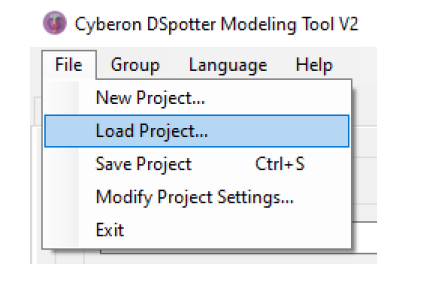 Cyberon DSpotter Modeling Tool V2
File Group Language Help
New Project...
Load Project...
Save Project Ctrl+S
Modify Project Settings...
Exit